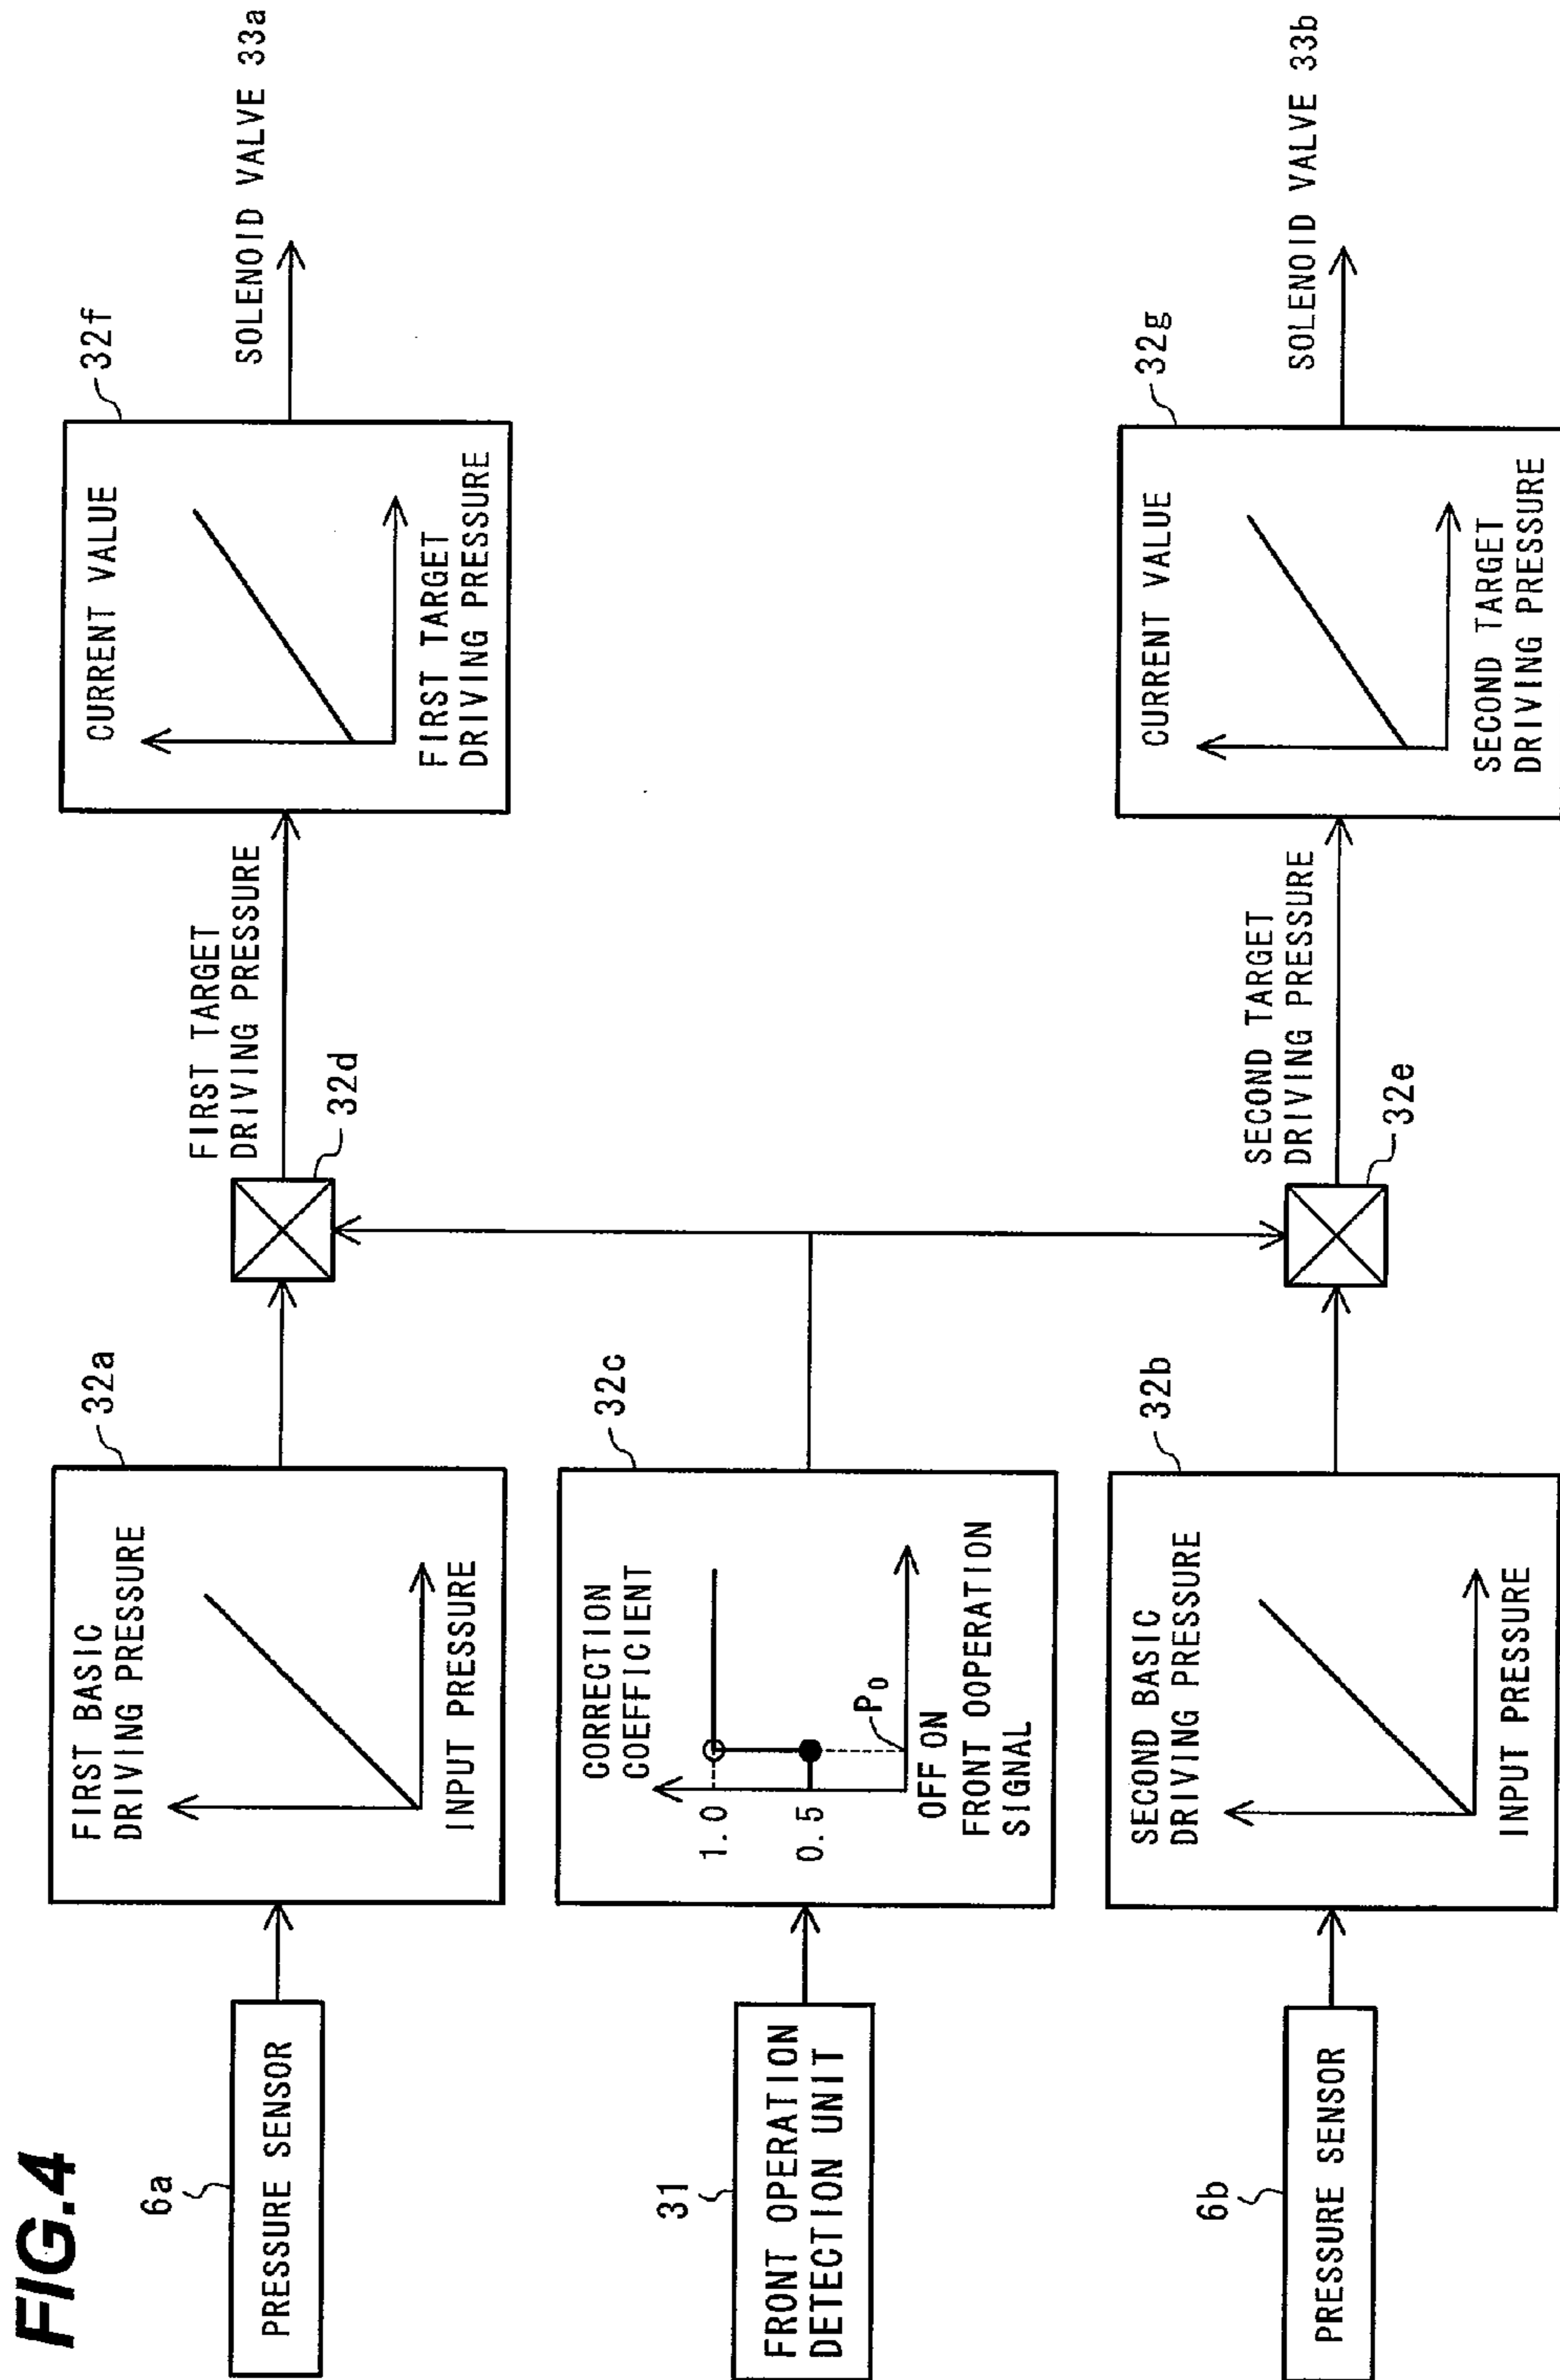 FIG.4
6a
PRESSURE SENSOR
32a
FIRST BASIC
DRIVING PRESSURE
INPUT PRESSURE
32d
FIRST TARGET
DRIVING PRESSURE
32f
CURRENT VALUE
FIRST TARGET
DRIVING PRESSURE
SOLENOID VALVE 33a
31
FRONT OPERATION
DETECTION UNIT
32c
CORRECTION
COEFFICIENT
1.0
0.5
P0
OFF ON
FRONT OOPERATION
SIGNAL
6b
PRESSURE SENSOR
32b
SECOND BASIC
DRIVING PRESSURE
INPUT PRESSURE
32e
SECOND TARGET
DRIVING PRESSURE
32g
CURRENT VALUE
SECOND TARGET
DRIVING PRESSURE
SOLENOID VALVE 33b